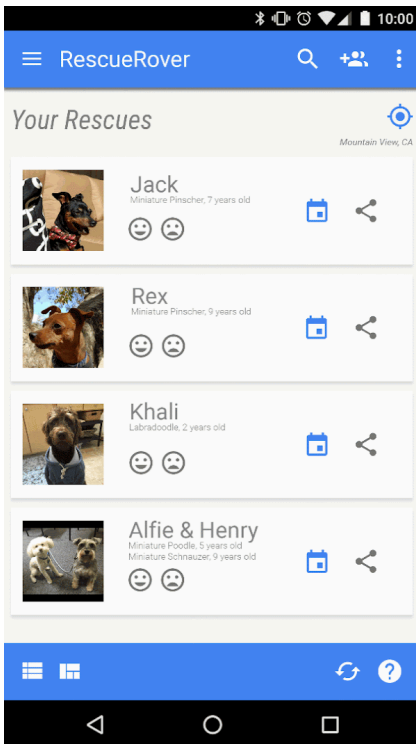 10:00
RescueRover
Your Rescues
Mountain View, CA
Jack
Miniature Pinscher, 7 years old
Rex
Miniature Pinscher, 9 years old
Khali
Labradoodle, 2 years old
Alfie & Henry
Miniature Poodle, 5 years old
Miniature Schnauzer, 9 years old